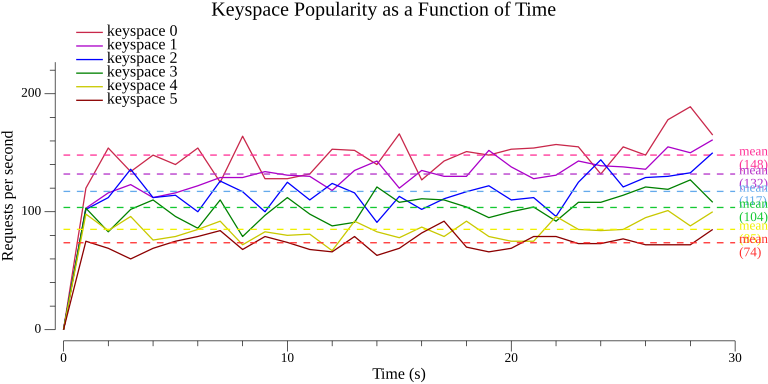 Keyspace Popularity as a Function of Time
keyspace 0
keyspace 1
keyspace 2
keyspace 3
keyspace 4
keyspace 5
Requests per second
200
100
0
mean
(148)
mean
(132)
mean
(117)
mean
(104)
mean
mean
(74)
0
10
20
30
Time (s)